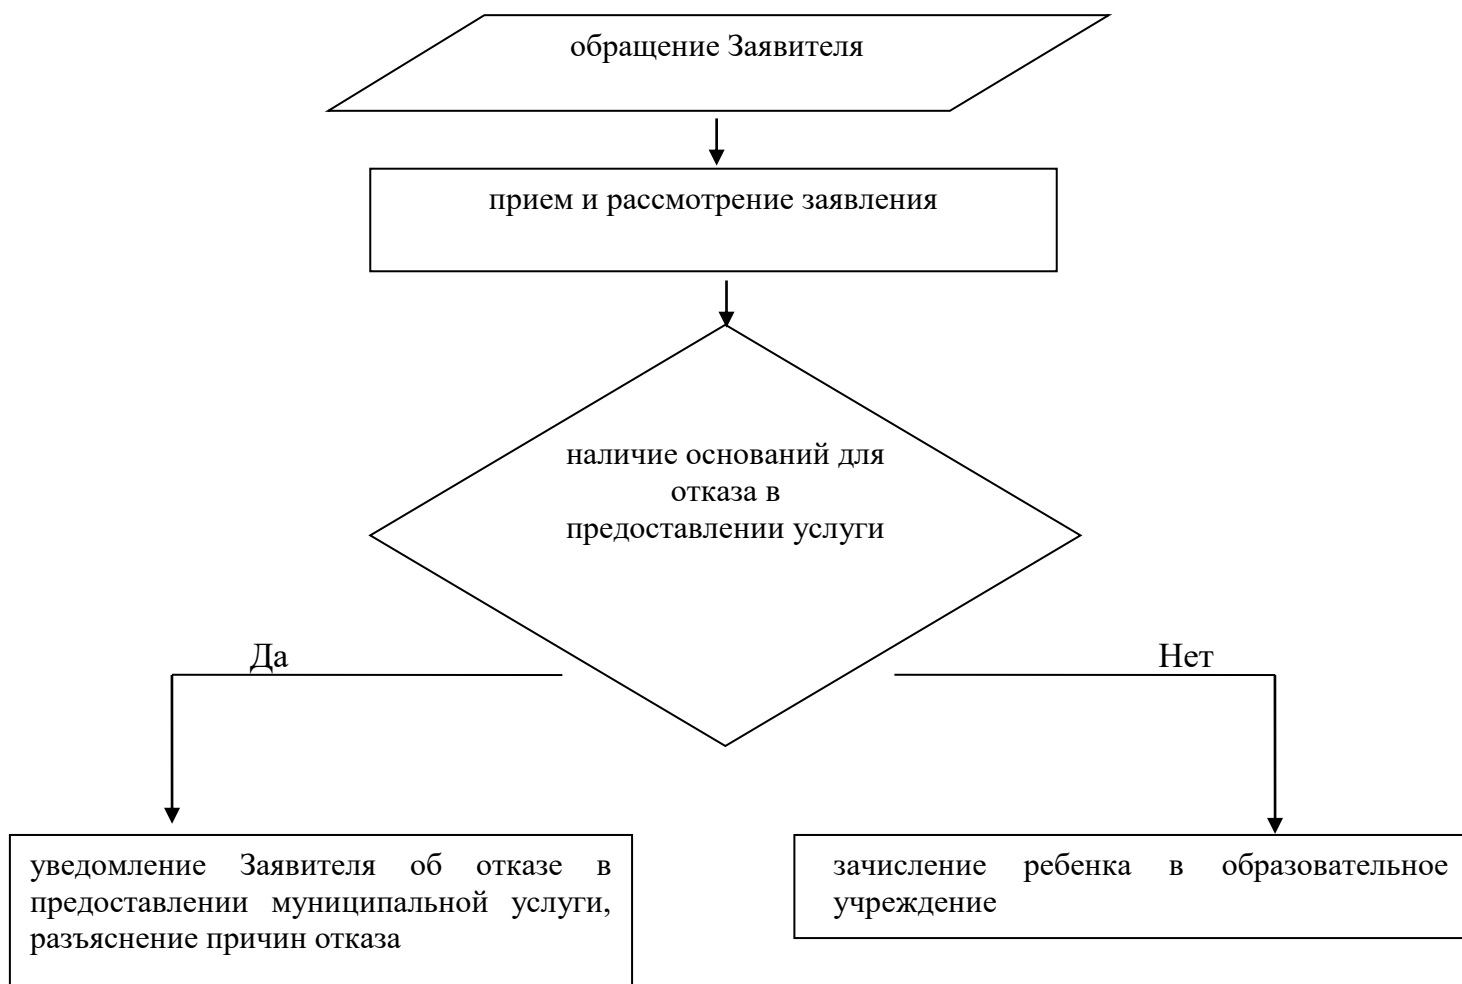 обращение Заявителя
прием и рассмотрение заявления
наличие оснований для
отказа в
предоставлении услуги
Да
Нет
уведомление Заявителя об отказе в
предоставлении муниципальной услуги,
разъяснение причин отказа
зачисление ребенка в образовательное
учреждение